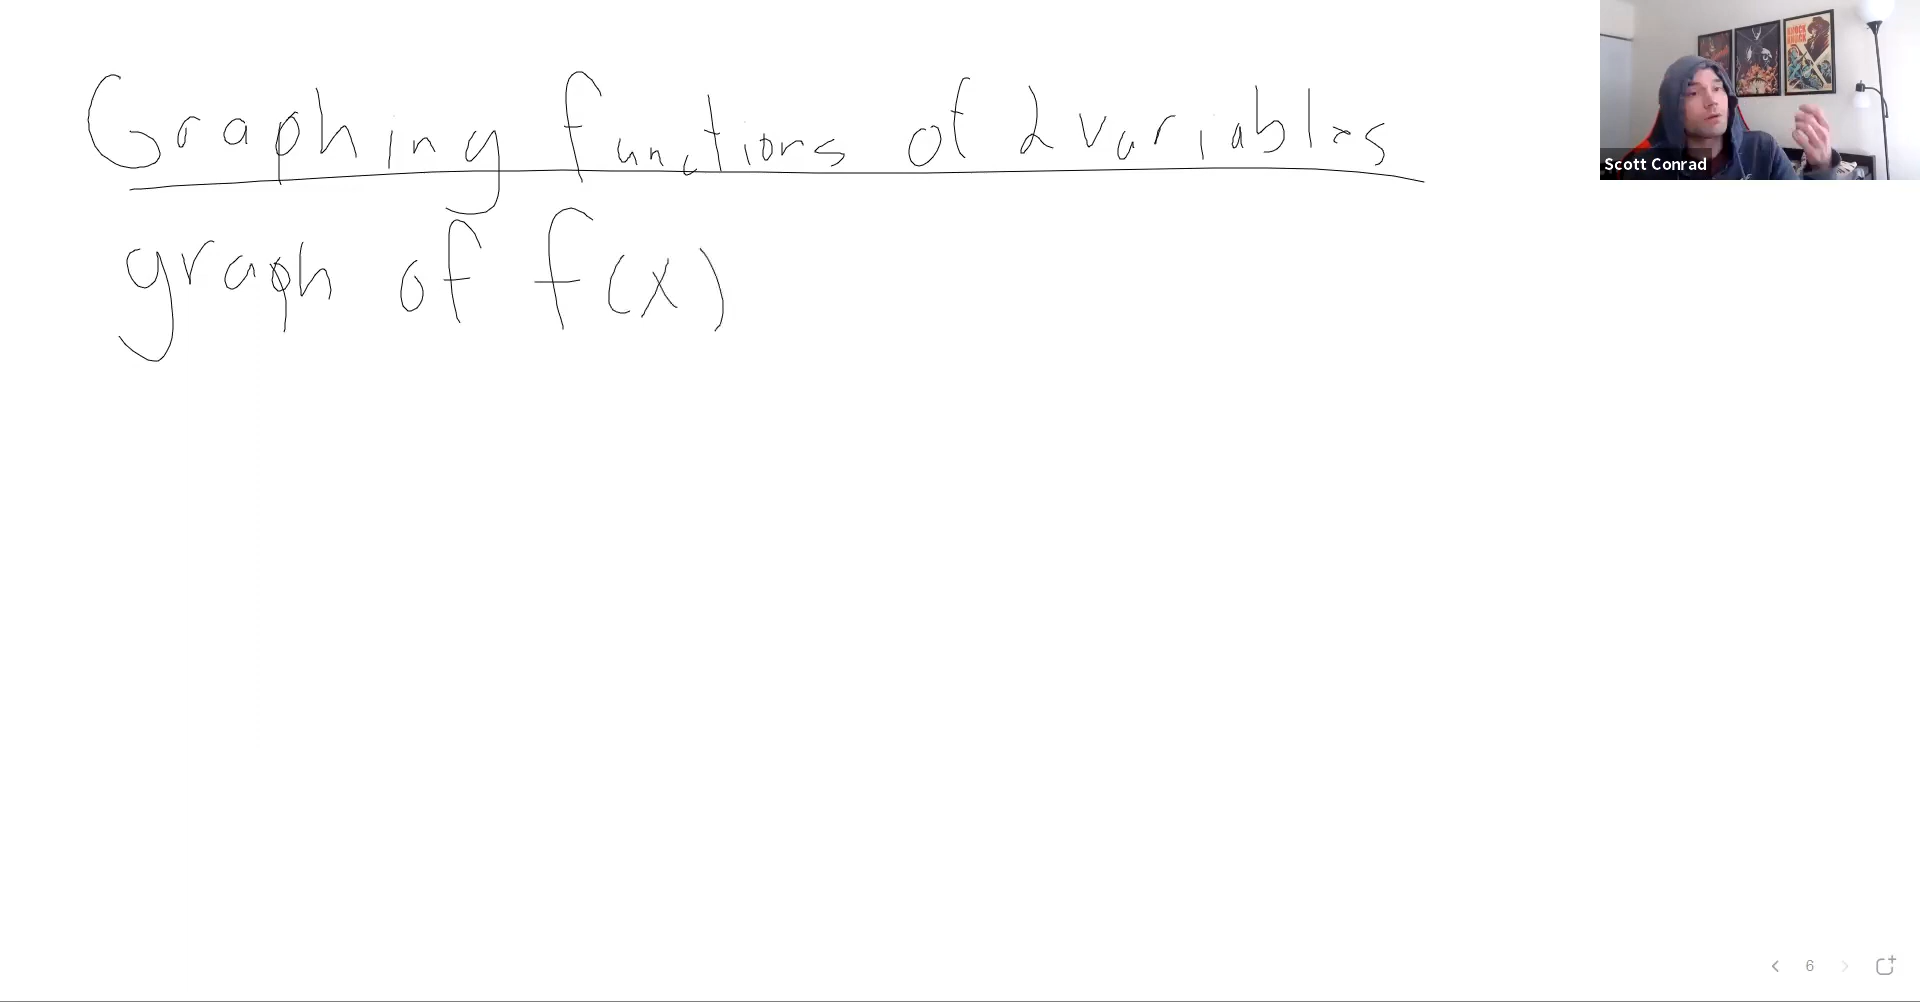 Graphing functions of 2 variables
graph of f(x)
Scott Conrad
6